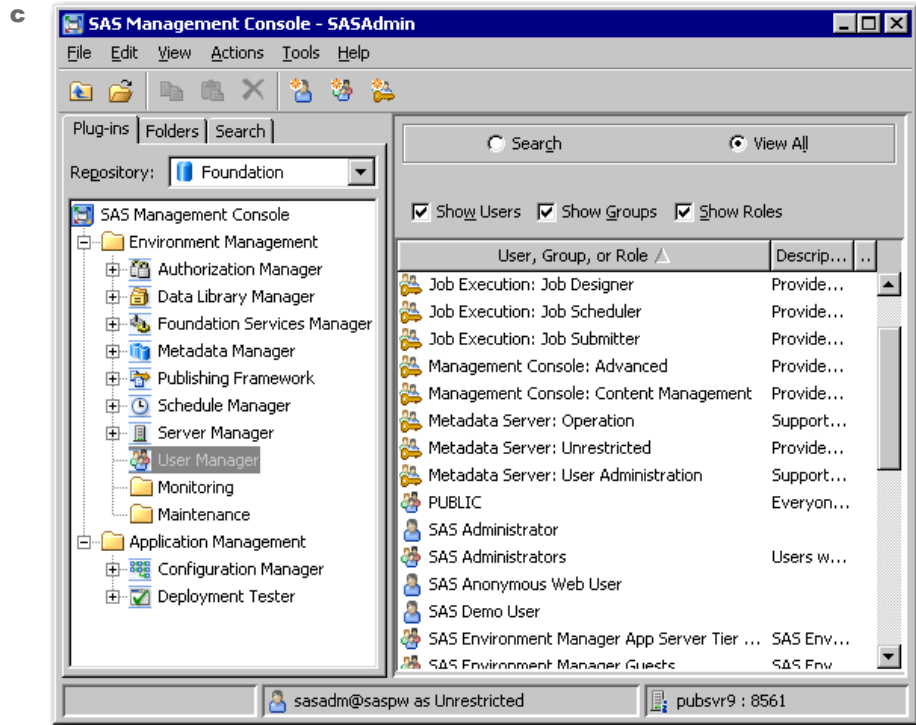 c
SAS Management Console - SASAdmin
File Edit View Actions Tools Help
Plug-ins Folders Search
Repository: Foundation
SAS Management Console
Environment Management
Authorization Manager
Data Library Manager
Foundation Services Manager
Metadata Manager
Publishing Framework
Schedule Manager
Server Manager
User Manager
Monitoring
Maintenance
Application Management
Configuration Manager
Deployment Tester
Search View All
Show Users Show Groups Show Roles
User, Group, or Role Descrip... ..
Job Execution: Job Designer Provide...
Job Execution: Job Scheduler Provide...
Job Execution: Job Submitter Provide...
Management Console: Advanced Provide...
Management Console: Content Management Provide...
Metadata Server: Operation Support...
Metadata Server: Unrestricted Provide...
Metadata Server: User Administration Support...
PUBLIC Everyon...
SAS Administrator
SAS Administrators Users w...
SAS Anonymous Web User
SAS Demo User
SAS Environment Manager App Server Tier ... SAS Env...
SAS Environment Manager Guests SAS Env
sasadm@saspw as Unrestricted pubsvr9 : 8561